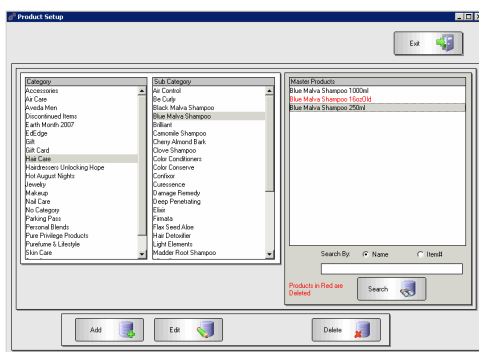 Product Setup
Exit
Category
Accessories
Air Care
Aveda Men
Discontinued Items
Earth Month 2007
EdEdge
Gift
Gift Card
Hair Care
Hairdressers Unlocking Hope
Hot August Nights
Jewelry
Makeup
Nail Care
No Category
Parking Pass
Personal Blends
Pure Privilege Products
Purefume & Lifestyle
Skin Care
Sub Category
Air Control
Be Curly
Black Malva Shampoo
Blue Malva Shampoo
Brilliant
Camomile Shampoo
Cherry Almond Bark
Clove Shampoo
Color Conditioners
Color Conserve
Confixor
Curessence
Damage Remedy
Deep Penetrating
Elixir
Firmata
Flax Seed Aloe
Hair Detoxifier
Light Elements
Madder Root Shampoo
Master Products
Blue Malva Shampoo 1000ml
Blue Malva Shampoo 16ozOld
Blue Malva Shampoo 250ml
Search By: Name Item#
Products in Red are
Deleted
Search
Add
Edit
Delete